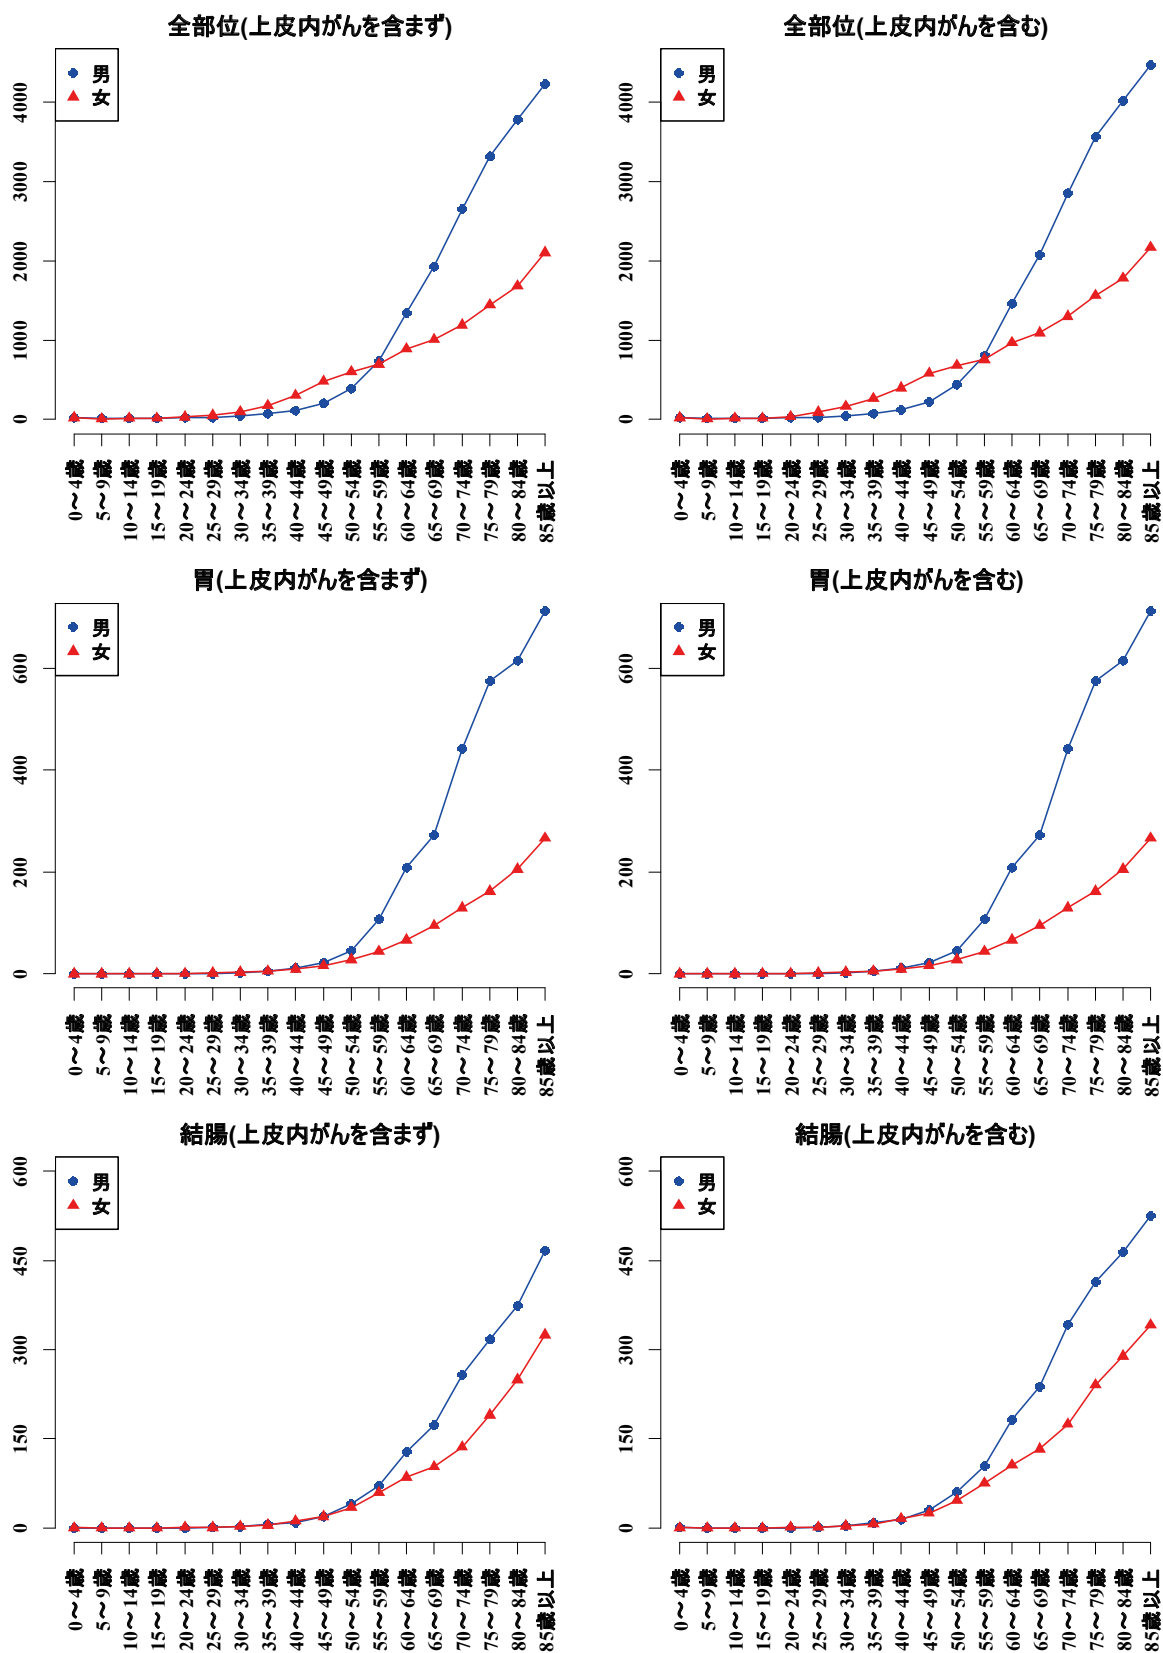 全部位(上皮内がんを含まず)
男
女
4000
3000
2000
1000
0
0～4歳
5～9歳
10～14歳
15～19歳
20～24歳
25～29歳
30～34歳
35～39歳
40～44歳
45～49歳
50～54歳
55～59歳
60～64歳
65～69歳
70～74歳
75～79歳
80～84歳
85歳以上
全部位(上皮内がんを含む)
男
女
4000
3000
2000
1000
0
0～4歳
5～9歳
10～14歳
15～19歳
20～24歳
25～29歳
30～34歳
35～39歳
40～44歳
45～49歳
50～54歳
55～59歳
60～64歳
65～69歳
70～74歳
75～79歳
80～84歳
85歳以上
胃(上皮内がんを含まず)
男
女
600
400
200
0
0～4歳
5～9歳
10～14歳
15～19歳
20～24歳
25～29歳
30～34歳
35～39歳
40～44歳
45～49歳
50～54歳
55～59歳
60～64歳
65～69歳
70～74歳
75～79歳
80～84歳
85歳以上
胃(上皮内がんを含む)
男
女
600
400
200
0
0～4歳
5～9歳
10～14歳
15～19歳
20～24歳
25～29歳
30～34歳
35～39歳
40～44歳
45～49歳
50～54歳
55～59歳
60～64歳
65～69歳
70～74歳
75～79歳
80～84歳
85歳以上
結腸(上皮内がんを含まず)
男
女
600
450
300
150
0
0～4歳
5～9歳
10～14歳
15～19歳
20～24歳
25～29歳
30～34歳
35～39歳
40～44歳
45～49歳
50～54歳
55～59歳
60～64歳
65～69歳
70～74歳
75～79歳
80～84歳
85歳以上
結腸(上皮内がんを含む)
男
女
600
450
300
150
0
0～4歳
5～9歳
10～14歳
15～19歳
20～24歳
25～29歳
30～34歳
35～39歳
40～44歳
45～49歳
50～54歳
55～59歳
60～64歳
65～69歳
70～74歳
75～79歳
80～84歳
85歳以上